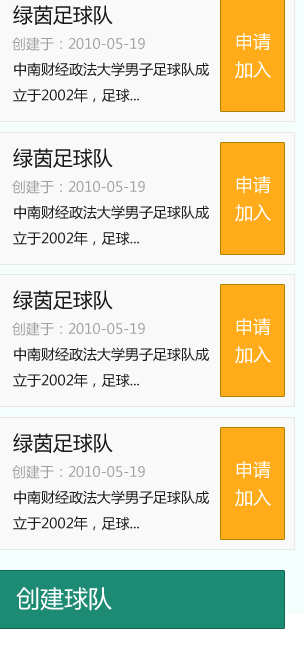 绿茵足球队
创建于：2010-05-19
中南财经政法大学男子足球队成
立于2002年，足球...
申请
加入
绿茵足球队
创建于：2010-05-19
中南财经政法大学男子足球队成
立于2002年，足球...
申请
加入
绿茵足球队
创建于：2010-05-19
中南财经政法大学男子足球队成
立于2002年，足球...
申请
加入
绿茵足球队
创建于：2010-05-19
中南财经政法大学男子足球队成
立于2002年，足球...
申请
加入
创建球队